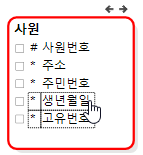 사원
# 사원번호
* 주소
* 주민번호
* 생년월일
* 고유번호